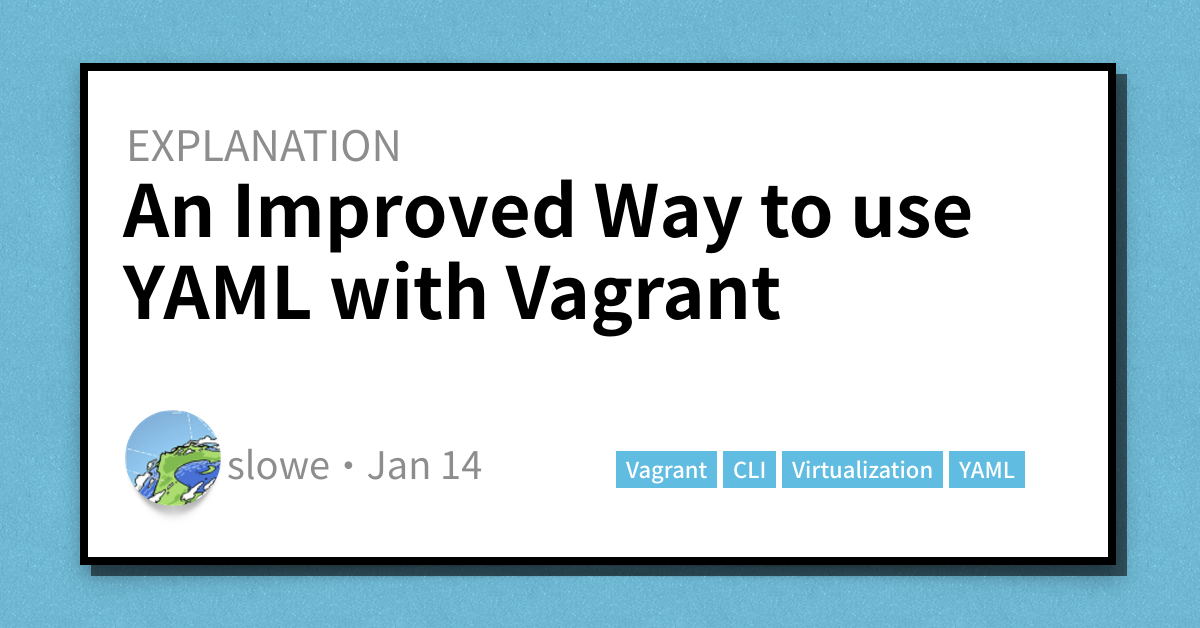 EXPLANATION
An Improved Way to use
YAML with Vagrant
slowe • Jan 14
Vagrant CLI Virtualization YAML